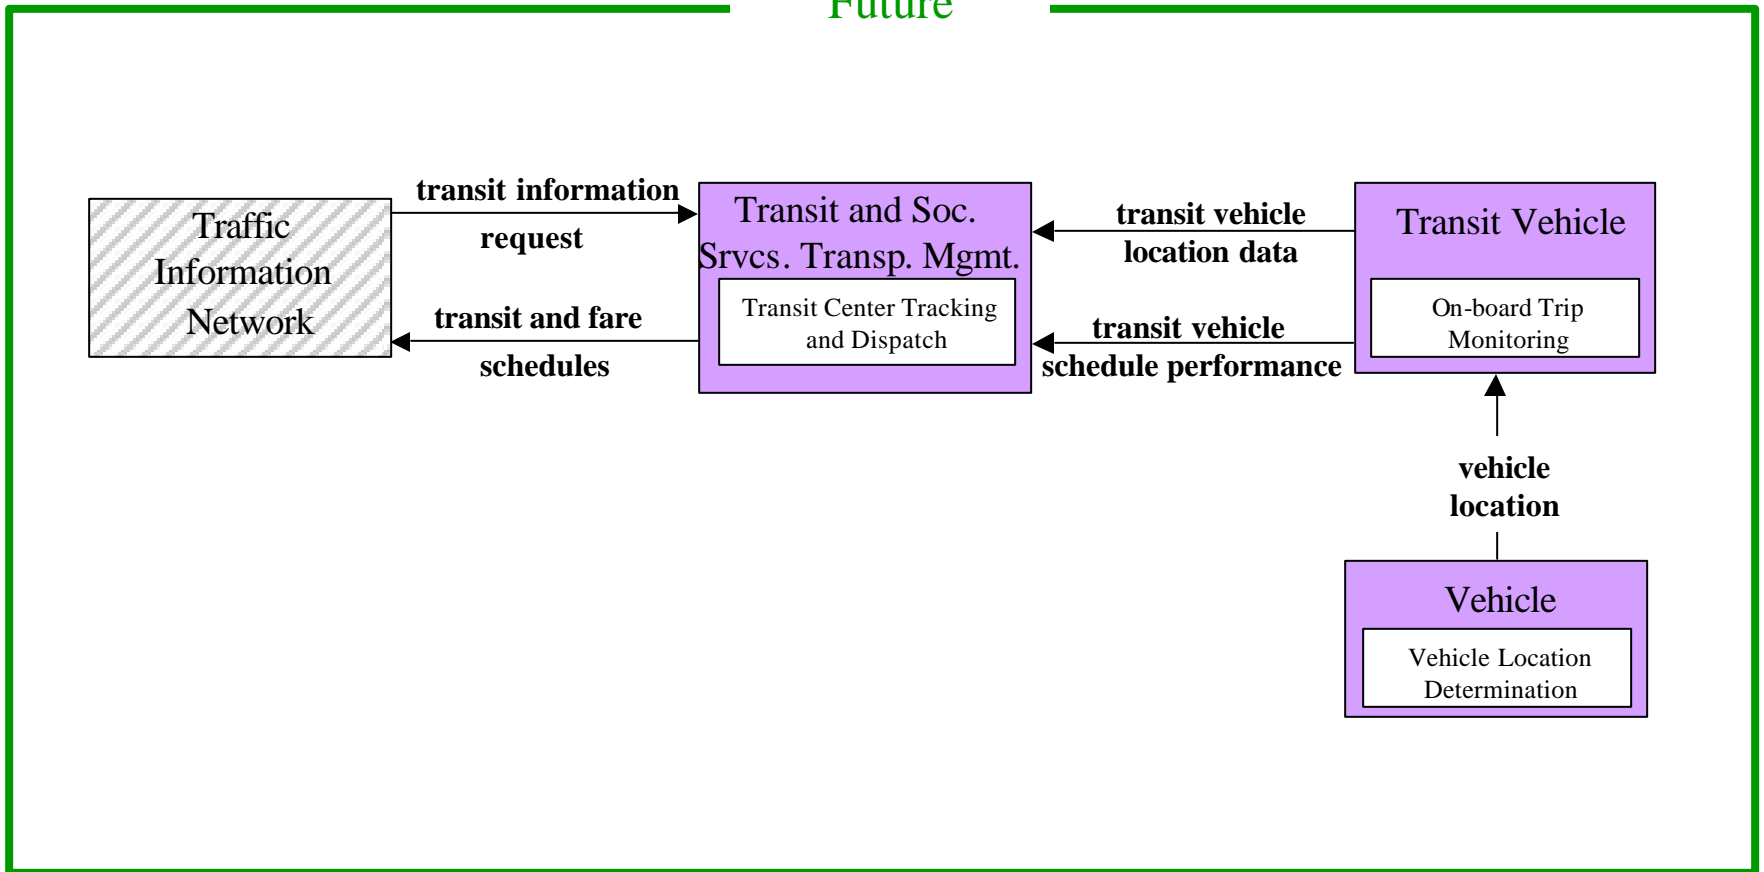 Future
Traffic
Information
Network
transit information
request
transit and fare
schedules
Transit and Soc.
Srvcs. Transp. Mgmt.
Transit Center Tracking
and Dispatch
transit vehicle
location data
transit vehicle
schedule performance
Transit Vehicle
On-board Trip
Monitoring
vehicle
location
Vehicle
Vehicle Location
Determination